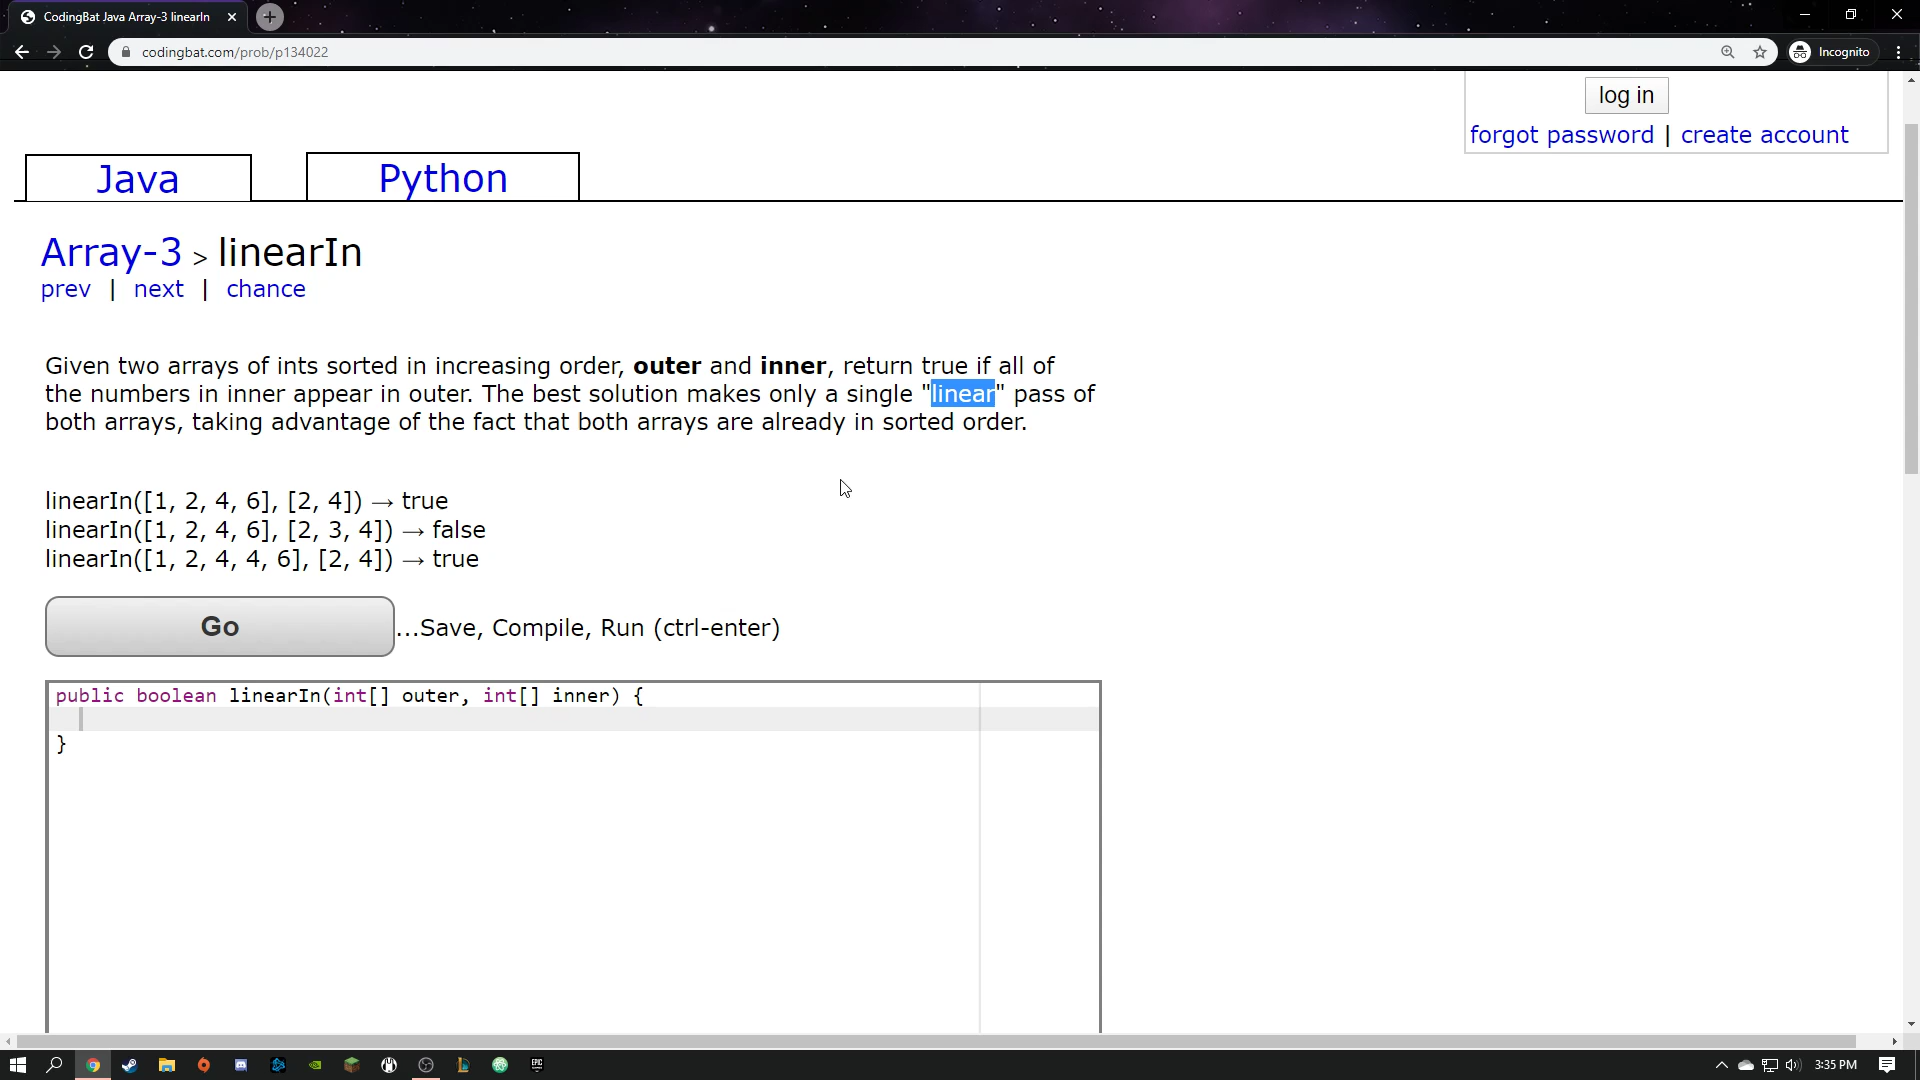 CodingBat Java Array-3 linearIn
codingbat.com/prob/p134022
Incognito
log in
forgot password | create account
Java
Python
Array-3 > linearIn
prev | next | chance
Given two arrays of ints sorted in increasing order, outer and inner, return true if all of
the numbers in inner appear in outer. The best solution makes only a single "linear" pass of
both arrays, taking advantage of the fact that both arrays are already in sorted order.
linearIn([1, 2, 4, 6], [2, 4]) → true
linearIn([1, 2, 4, 6], [2, 3, 4]) → false
linearIn([1, 2, 4, 4, 6], [2, 4]) → true
Go
...Save, Compile, Run (ctrl-enter)
public boolean linearIn(int[] outer, int[] inner) {
}
EPIC
3:35 PM